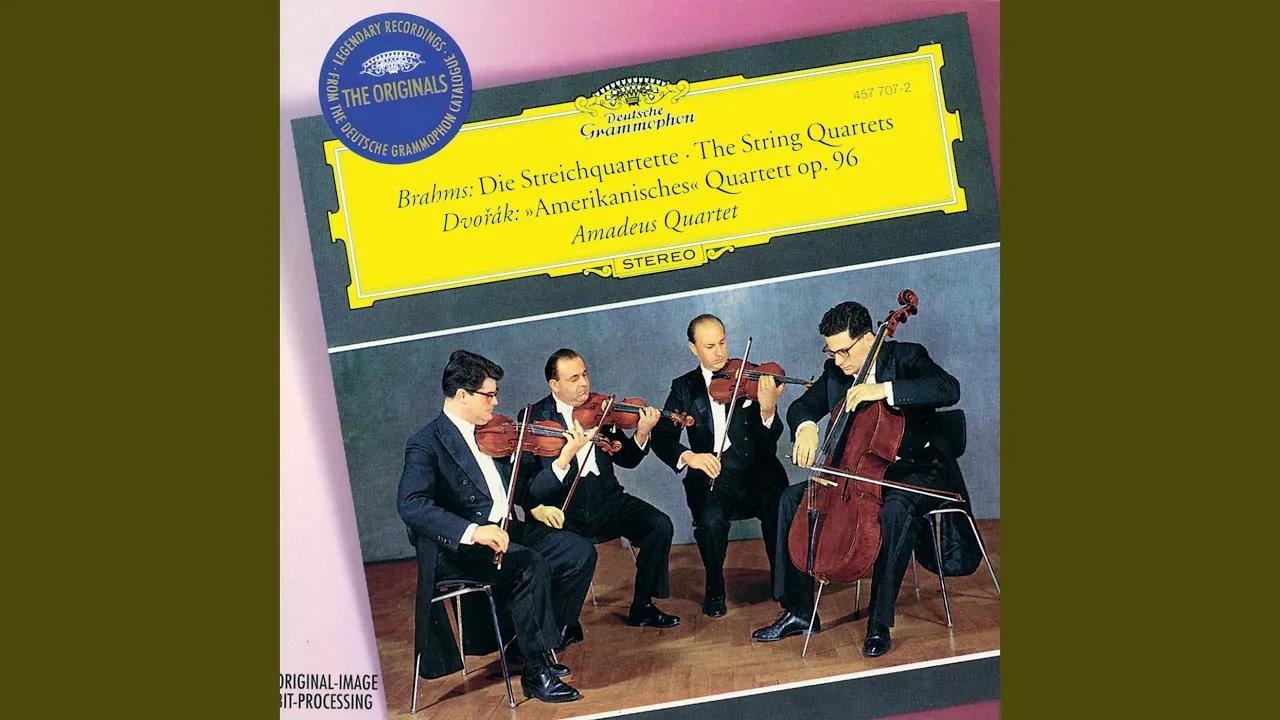 · LEGENDARY RECORDINGS ·
THE ORIGINALS
FROM THE DEUTSCHE GRAMMOPHON CATALOGUE
457 707-2
Deutsche
Grammophon
Brahms: Die Streichquartette · The String Quartets
Dvořák: »Amerikanisches« Quartett op. 96
Amadeus Quartet
STEREO
ORIGINAL-IMAGE
BIT-PROCESSING